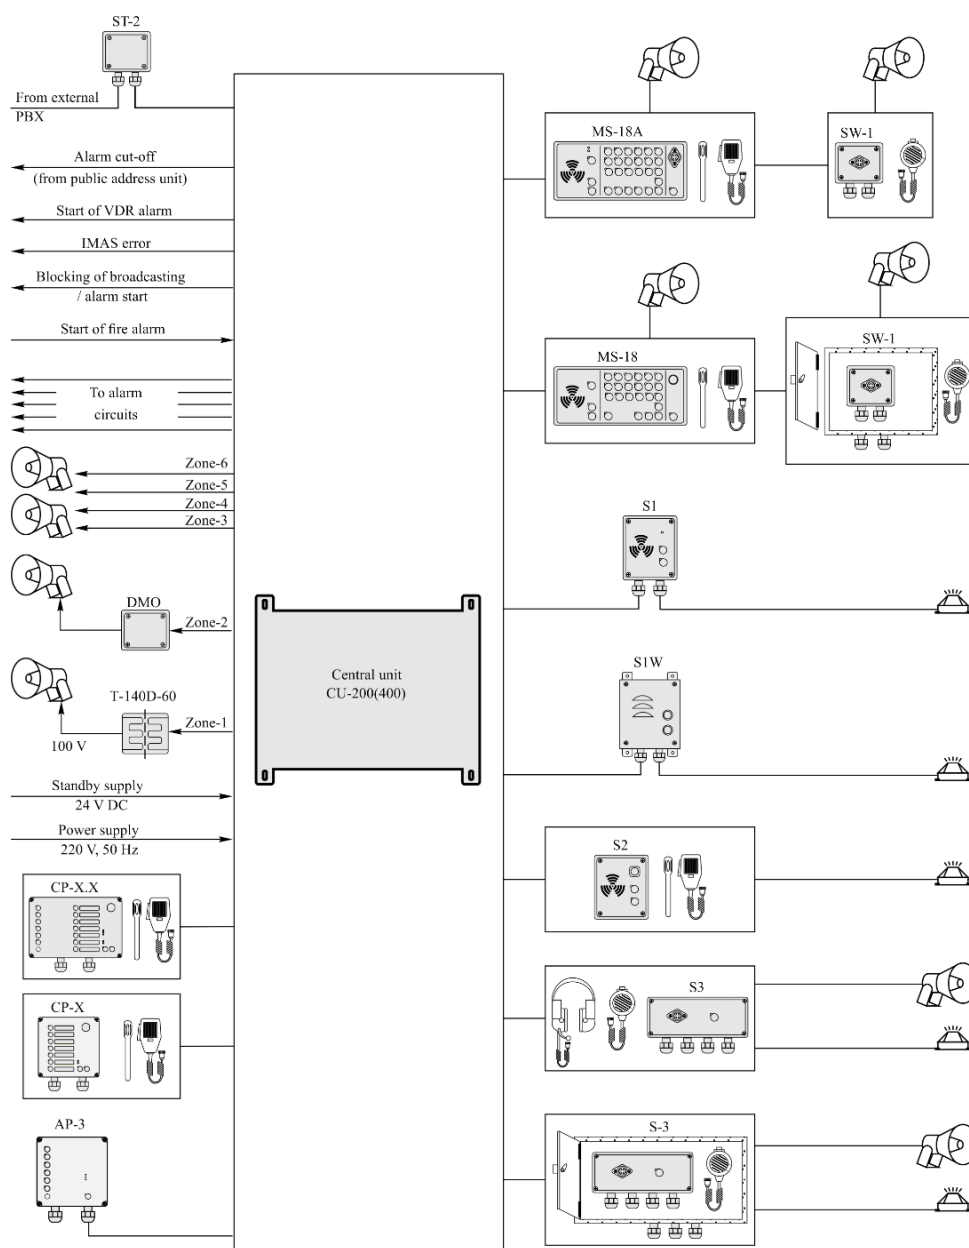 ST-2
From external
PBX
Alarm cut-off
(from public address unit)
Start of VDR alarm
IMAS error
Blocking of broadcasting
/ alarm start
Start of fire alarm
To alarm
circuits
Zone-6
Zone-5
Zone-4
Zone-3
DMO
Zone-2
T-140D-60
Zone-1
100 V
Standby supply
24 V DC
Power supply
220 V, 50 Hz
CP-X.X
CP-X
AP-3
Central unit
CU-200(400)
MS-18A
SW-1
MS-18
SW-1
S1
S1W
S2
S3
S-3